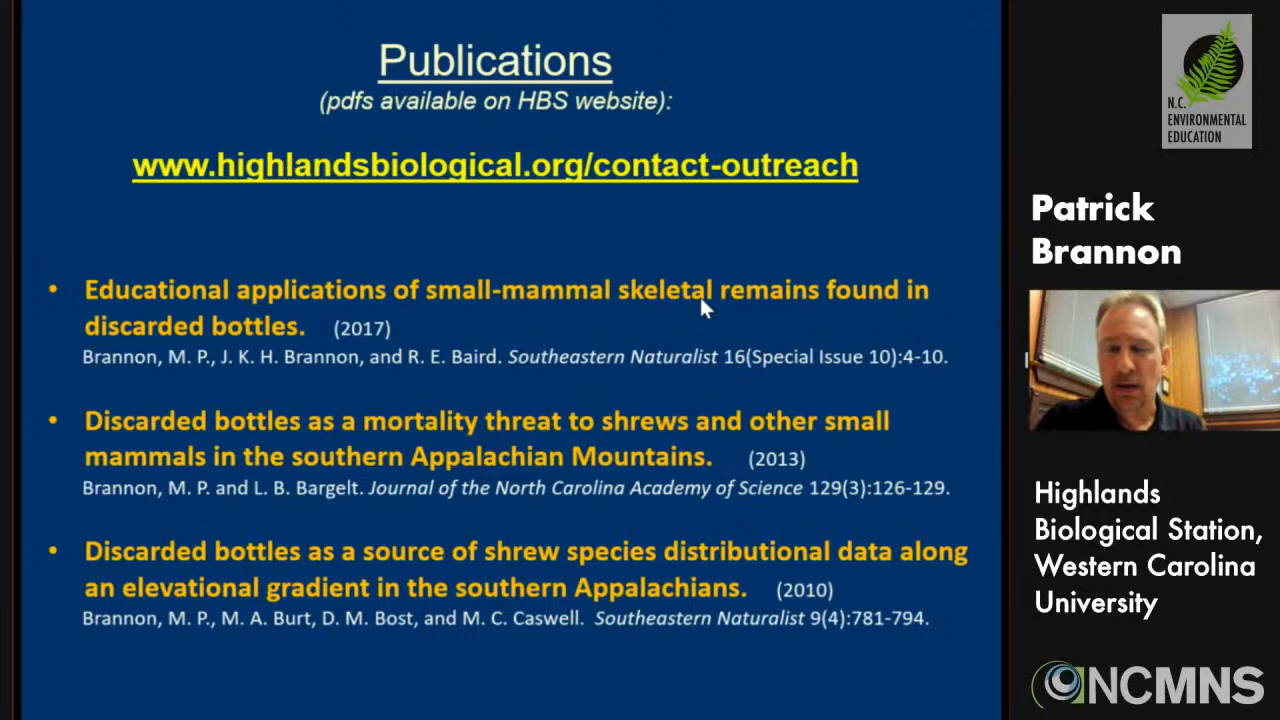 Publications
(pdfs available on HBS website):
www.highlandsbiological.org/contact-outreach
• Educational applications of small-mammal skeletal remains found in
discarded bottles. (2017)
Brannon, M. P., J. K. H. Brannon, and R. E. Baird. Southeastern Naturalist 16(Special Issue 10):4-10.
• Discarded bottles as a mortality threat to shrews and other small
mammals in the southern Appalachian Mountains. (2013)
Brannon, M. P. and L. B. Bargelt. Journal of the North Carolina Academy of Science 129(3):126-129.
• Discarded bottles as a source of shrew species distributional data along
an elevational gradient in the southern Appalachians. (2010)
Brannon, M. P., M. A. Burt, D. M. Bost, and M. C. Caswell. Southeastern Naturalist 9(4):781-794.
N.C.
ENVIRONMENTAL
EDUCATION
Patrick
Brannon
Highlands
Biological Station,
Western Carolina
University
NCMNS